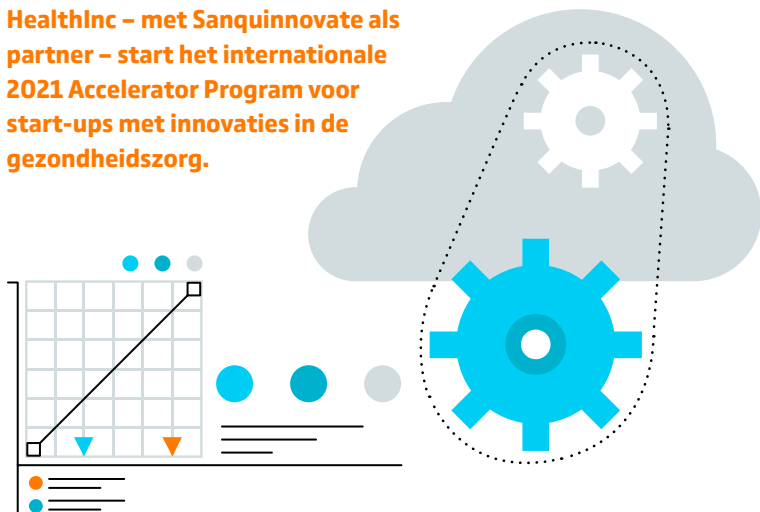 HealthInc – met Sanquinnovate als
partner – start het internationale
2021 Accelerator Program voor
start-ups met innovaties in de
gezondheidszorg.